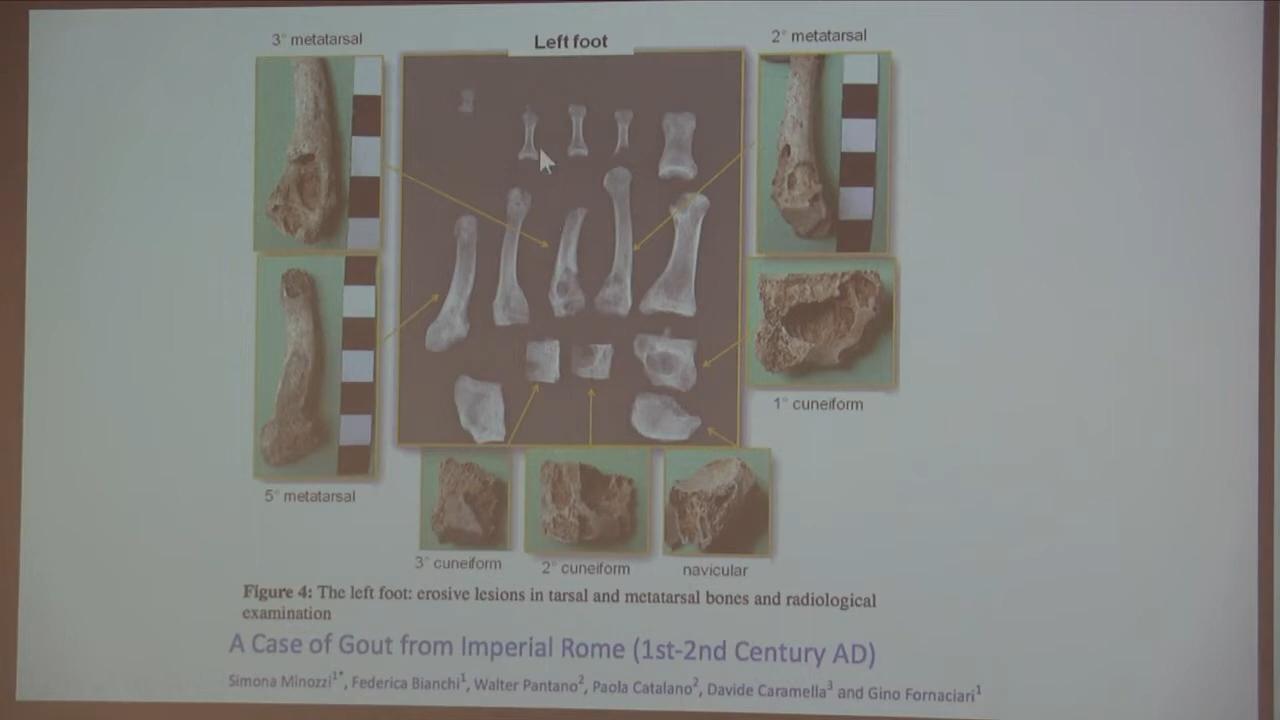 3° metatarsal
Left foot
2° metatarsal
1° cuneiform
5° metatarsal
3° cuneiform
2° cuneiform
navicular
Figure 4: The left foot: erosive lesions in tarsal and metatarsal bones and radiological
examination
A Case of Gout from Imperial Rome (1st-2nd Century AD)
Simona Minozzi1*, Federica Bianchi1, Walter Pantano2, Paola Catalano2, Davide Caramella3 and Gino Fornaciari1